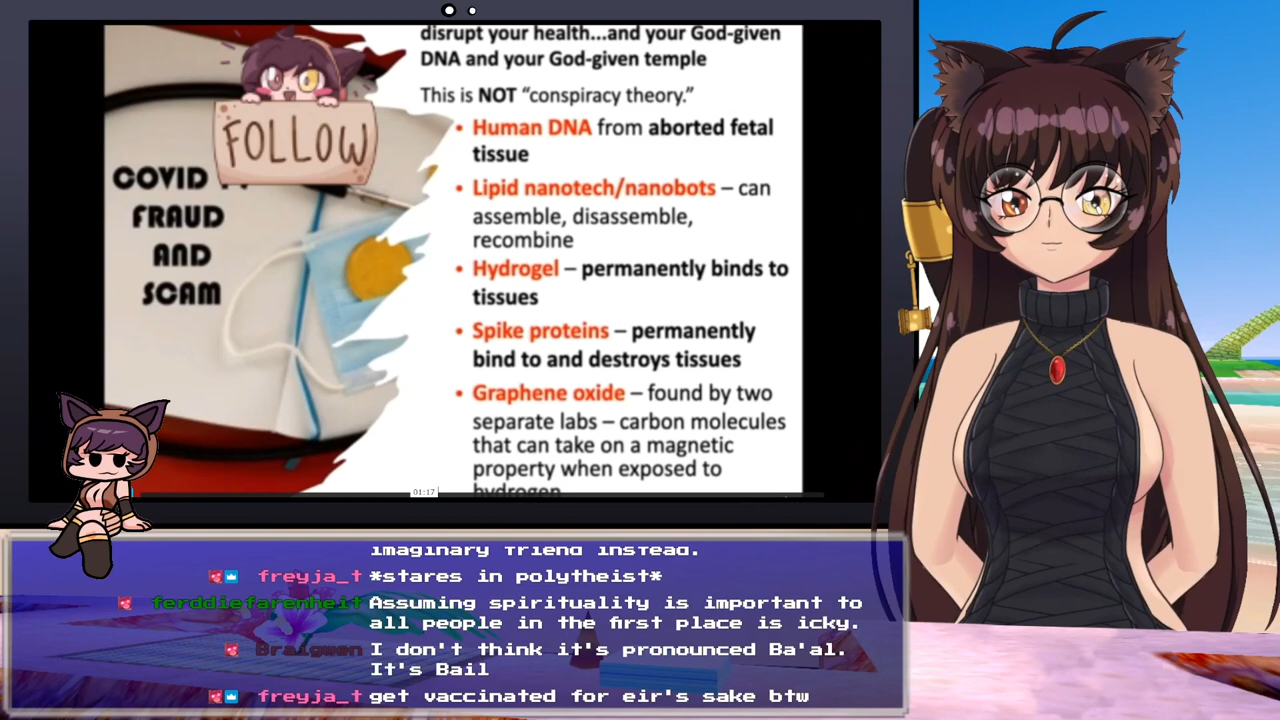 disrupt your health...and your God-given
DNA and your God-given temple
This is NOT “conspiracy theory.”
• Human DNA from aborted fetal
tissue
• Lipid nanotech/nanobots – can
assemble, disassemble,
recombine
• Hydrogel – permanently binds to
tissues
• Spike proteins – permanently
bind to and destroys tissues
• Graphene oxide – found by two
separate labs – carbon molecules
that can take on a magnetic
property when exposed to
hydrogen
FOLLOW
COVID
FRAUD
AND
SCAM
01:17
imaginary friend instead.
freyja_t *stares in polytheist*
ferddiefarenheit Assuming spirituality is important to
all people in the first place is icky.
Braigwen I don't think it's pronounced Ba'al.
It's Bail
freyja_t get vaccinated for eir's sake btw